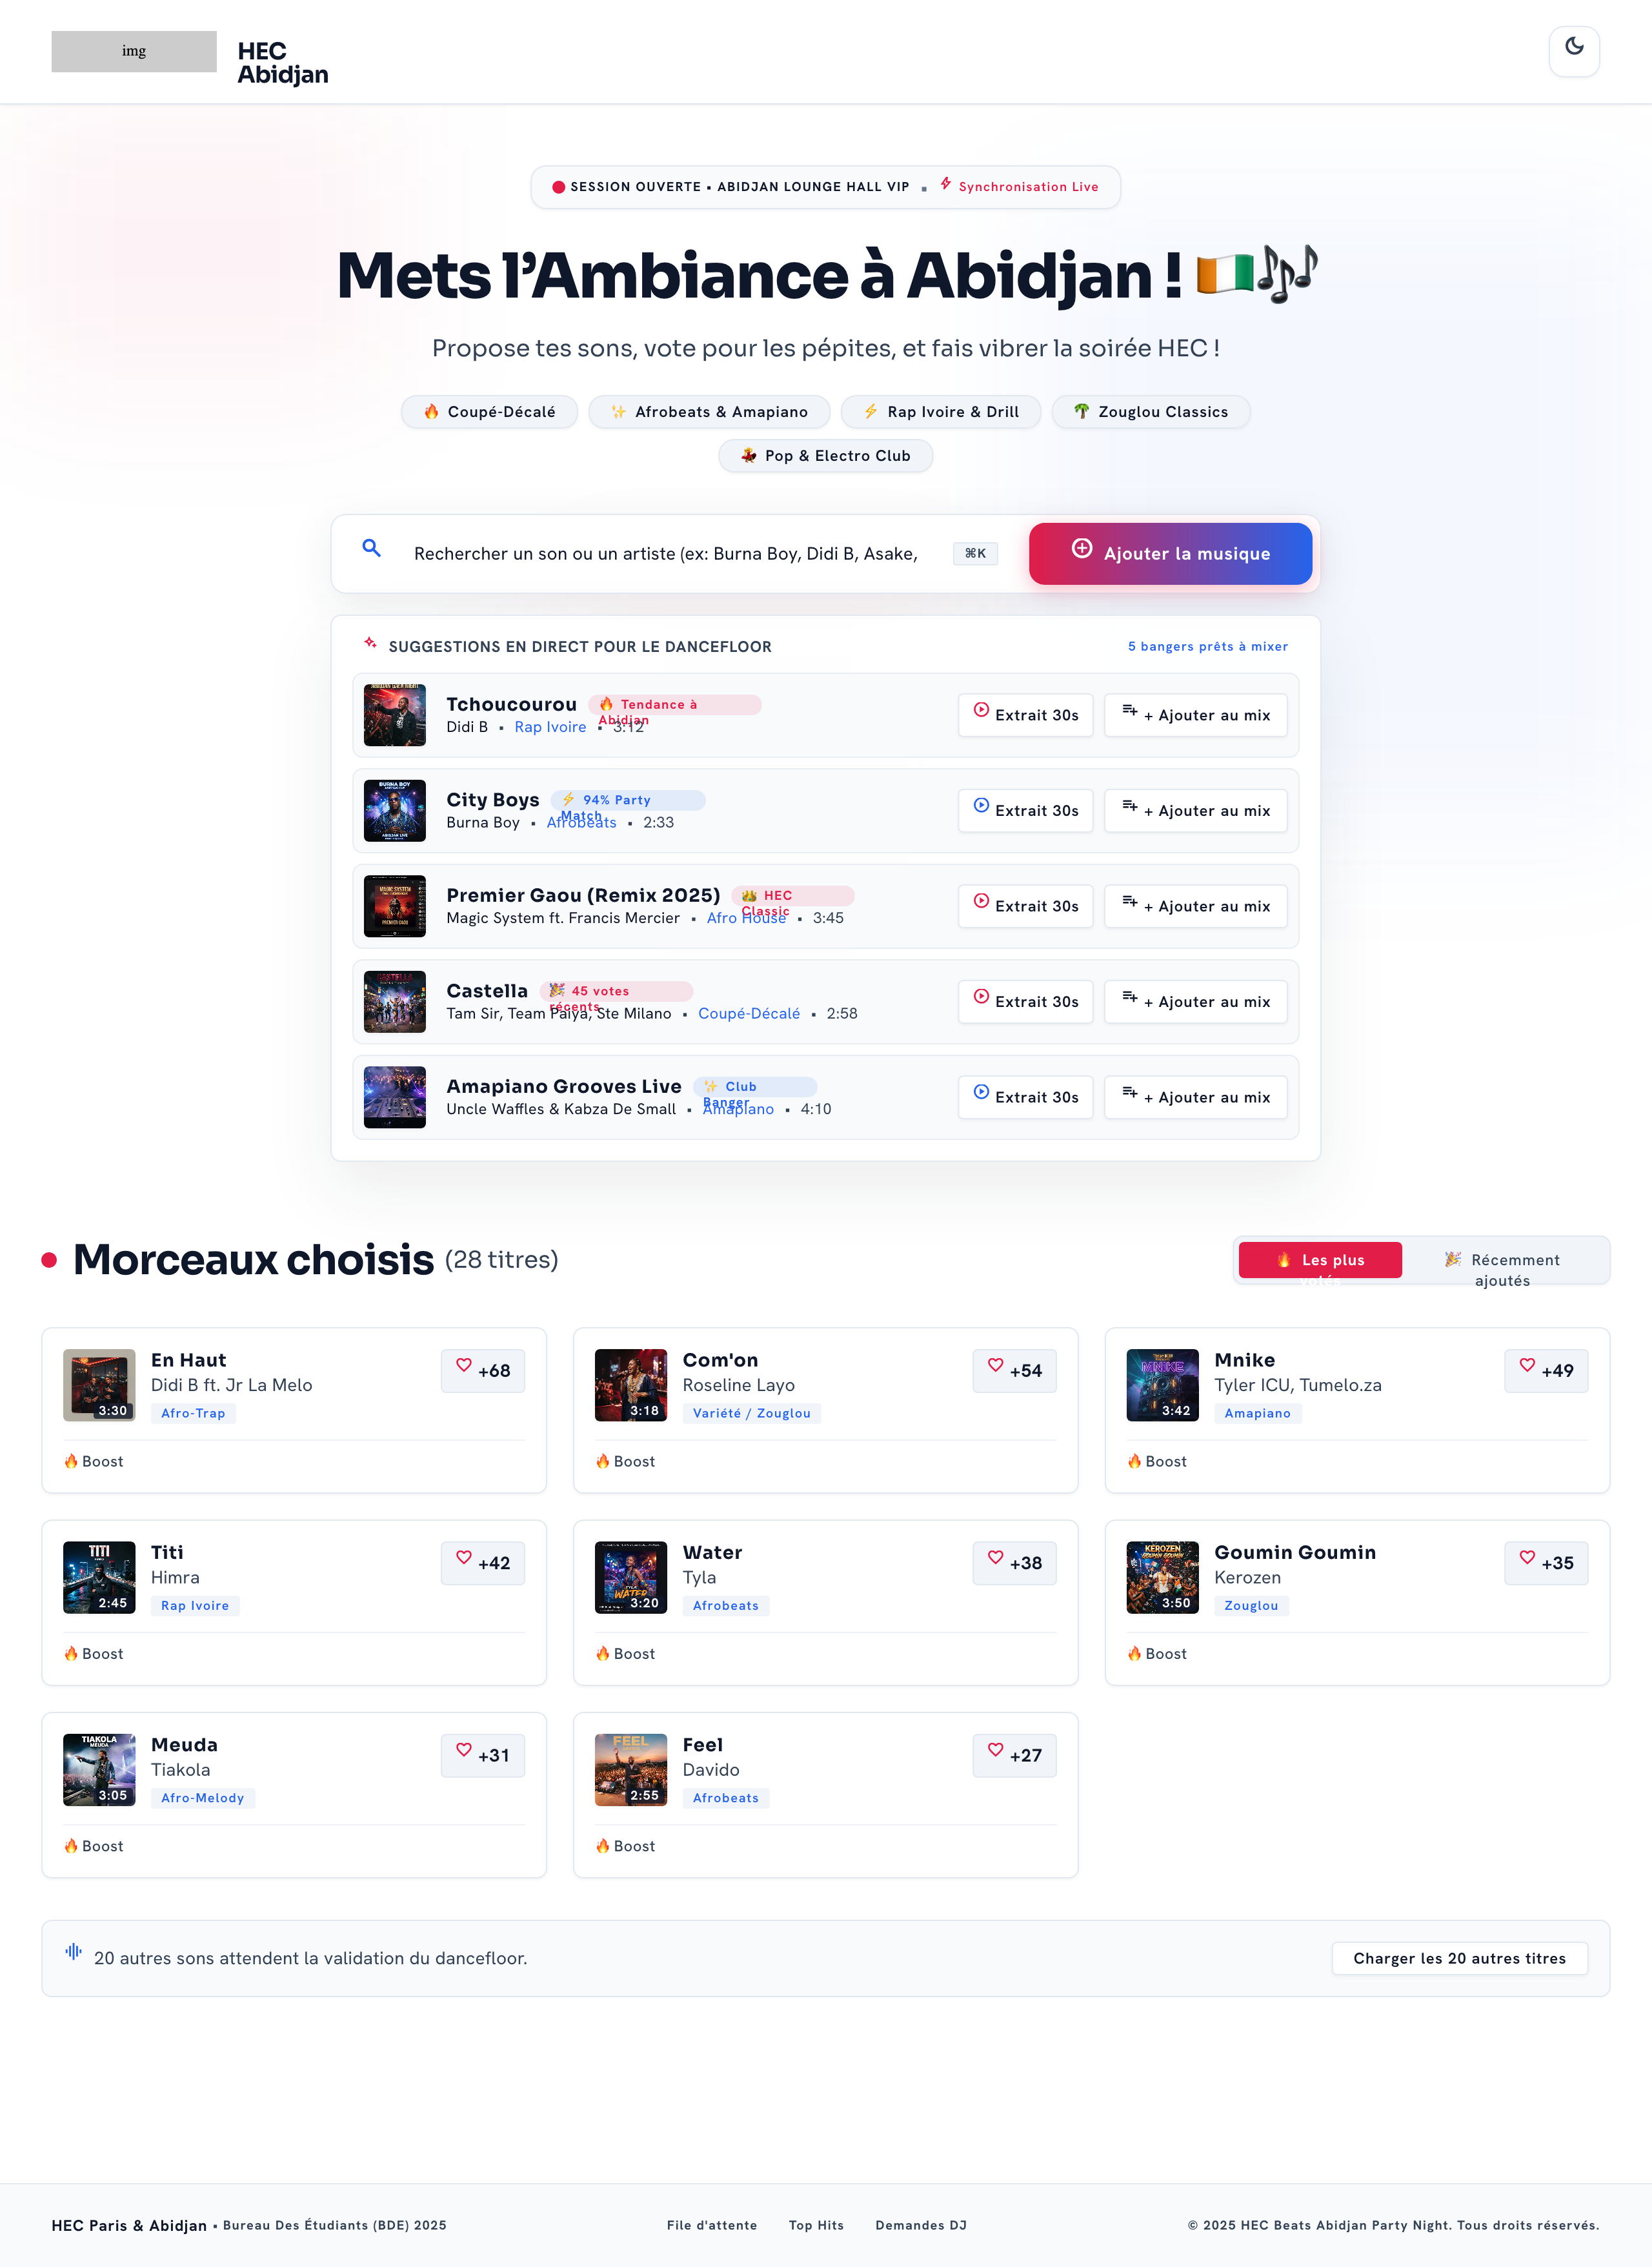 img
HEC
Abidjan
SESSION OUVERTE • ABIDJAN LOUNGE HALL VIP • Synchronisation Live
Mets l’Ambiance à Abidjan ! 🇨🇮🎶
Propose tes sons, vote pour les pépites, et fais vibrer la soirée HEC !
🔥 Coupé-Décalé ✨ Afrobeats & Amapiano ⚡ Rap Ivoire & Drill 🌴 Zouglou Classics
💃 Pop & Electro Club
Rechercher un son ou un artiste (ex: Burna Boy, Didi B, Asake, ⌘K Ajouter la musique
SUGGESTIONS EN DIRECT POUR LE DANCEFLOOR 5 bangers prêts à mixer
Tchoucourou 🔥 Tendance à Abidjan
Didi B • Rap Ivoire • 3:12
Extrait 30s + Ajouter au mix
City Boys ⚡ 94% Party Match
Burna Boy • Afrobeats • 2:33
Extrait 30s + Ajouter au mix
BURNA BOY
Premier Gaou (Remix 2025) 👑 HEC Classic
Magic System ft. Francis Mercier • Afro House • 3:45
Extrait 30s + Ajouter au mix
Castella 🎉 45 votes récents
Tam Sir, Team Paiya, Ste Milano • Coupé-Décalé • 2:58
Extrait 30s + Ajouter au mix
Amapiano Grooves Live ✨ Club Banger
Uncle Waffles & Kabza De Small • Amapiano • 4:10
Extrait 30s + Ajouter au mix
Morceaux choisis (28 titres)
🔥 Les plus votés 🎉 Récemment ajoutés
En Haut
Didi B ft. Jr La Melo
Afro-Trap
3:30
+68
🔥 Boost
Com'on
Roseline Layo
Variété / Zouglou
3:18
+54
🔥 Boost
Mnike
Tyler ICU, Tumelo.za
Amapiano
MNIKE
3:42
+49
🔥 Boost
Titi
Himra
Rap Ivoire
TITI
2:45
+42
🔥 Boost
Water
Tyla
Afrobeats
TYLA
WATER
3:20
+38
🔥 Boost
Goumin Goumin
Kerozen
Zouglou
KEROZEN
GOUMIN GOUMIN
3:50
+35
🔥 Boost
Meuda
Tiakola
Afro-Melody
TIAKOLA
MEUDA
3:05
+31
🔥 Boost
Feel
Davido
Afrobeats
FEEL
2:55
+27
🔥 Boost
20 autres sons attendent la validation du dancefloor. Charger les 20 autres titres
HEC Paris & Abidjan • Bureau Des Étudiants (BDE) 2025 File d'attente Top Hits Demandes DJ © 2025 HEC Beats Abidjan Party Night. Tous droits réservés.